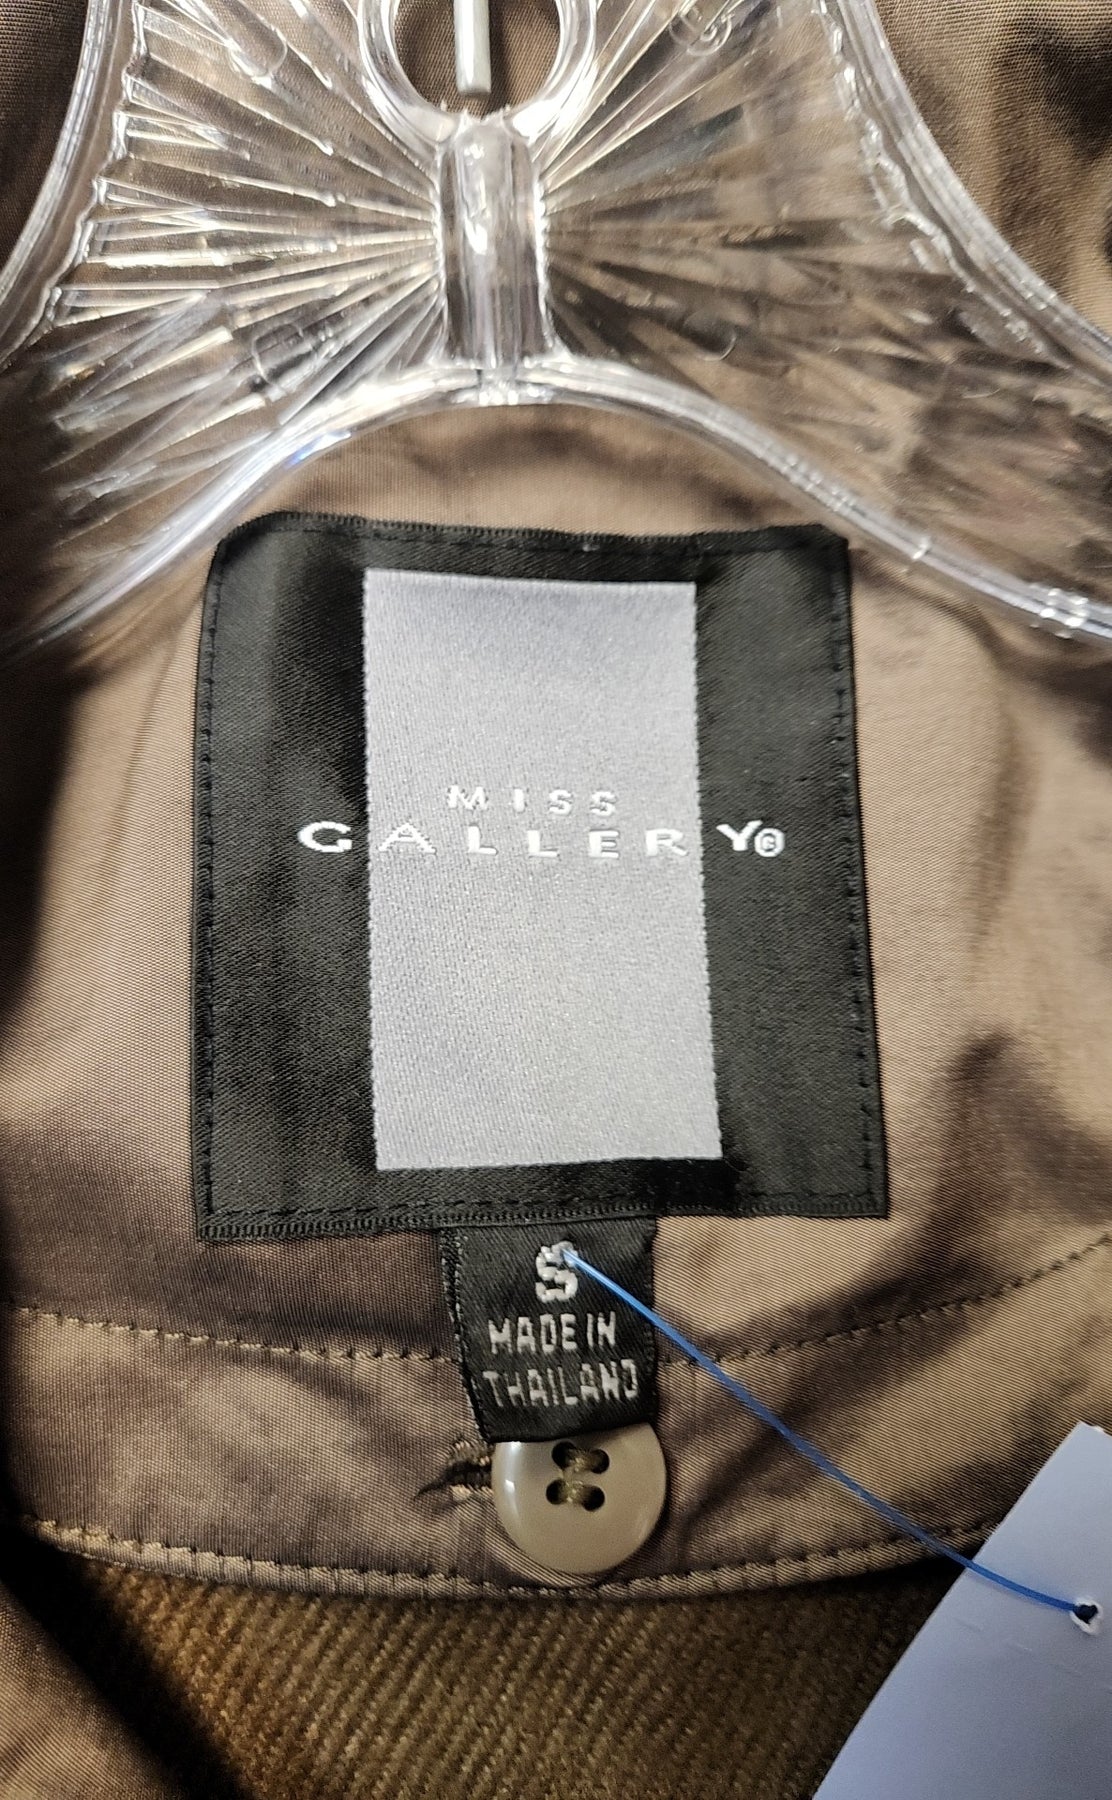 MISS
GALLERY®
S
MADE IN
THAILAND